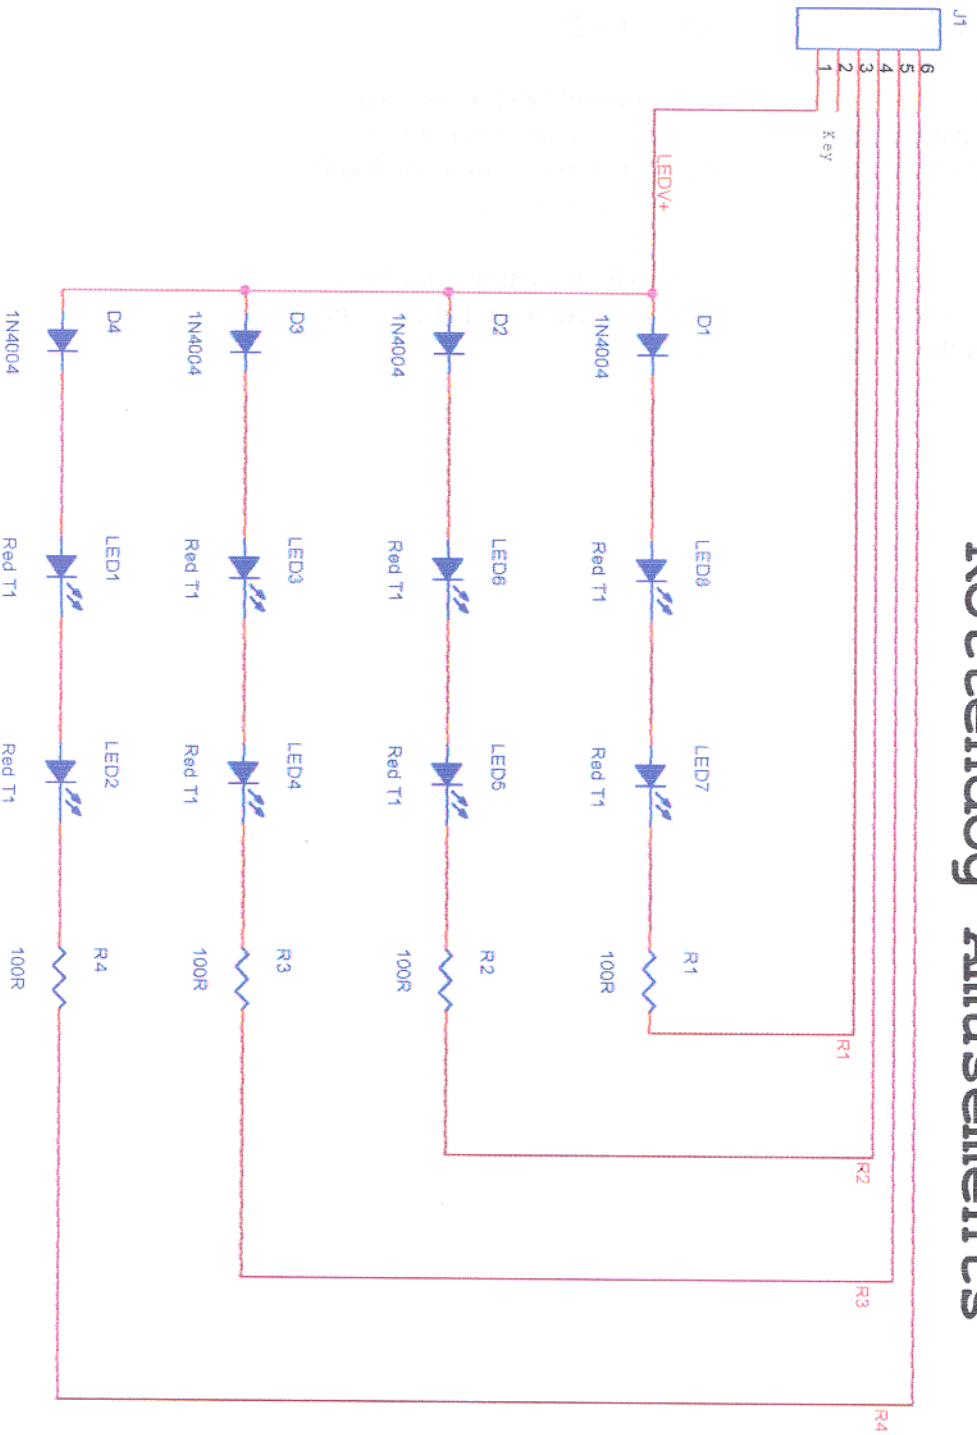 Rottendog Amusements
J1
6
5
4
3
2
1
Key
R4
R3
R2
R1
LEDV+
D1 LED8 LED7 R1
1N4004 Red T1 Red T1 100R
D2 LED6 LED5 R2
1N4004 Red T1 Red T1 100R
D3 LED3 LED4 R3
1N4004 Red T1 Red T1 100R
D4 LED1 LED2 R4
1N4004 Red T1 Red T1 100R